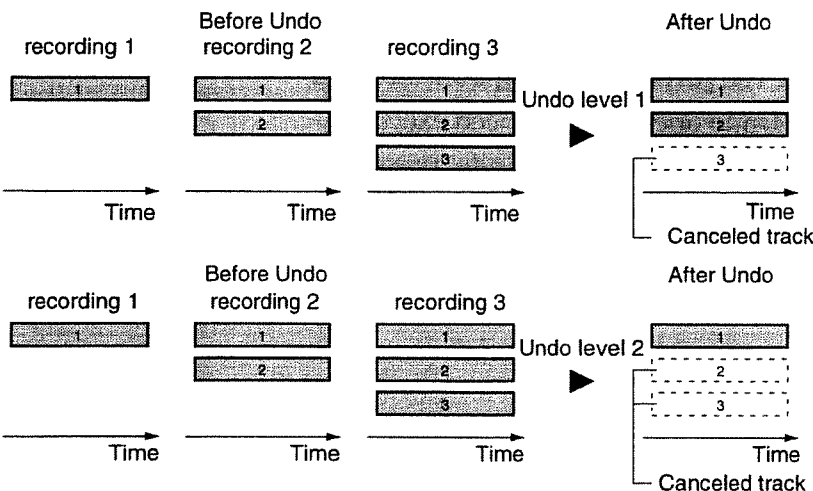 Before Undo
After Undo
recording 1
recording 2
recording 3
1
1
1
Undo level 1
1
2
2
2
3
3
Time
Time
Time
Time
Canceled track
Before Undo
After Undo
recording 1
recording 2
recording 3
1
1
1
Undo level 2
1
2
2
2
3
3
Time
Time
Time
Time
Canceled track